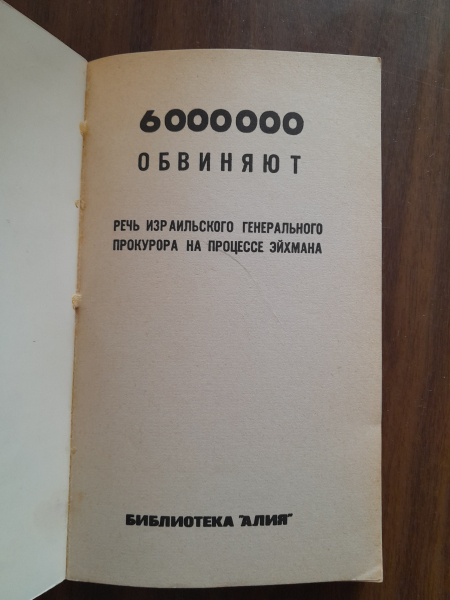 6000000
ОБВИНЯЮТ
РЕЧЬ ИЗРАИЛЬСКОГО ГЕНЕРАЛЬНОГО
ПРОКУРОРА НА ПРОЦЕССЕ ЭЙХМАНА
БИБЛИОТЕКА "АЛИЯ"